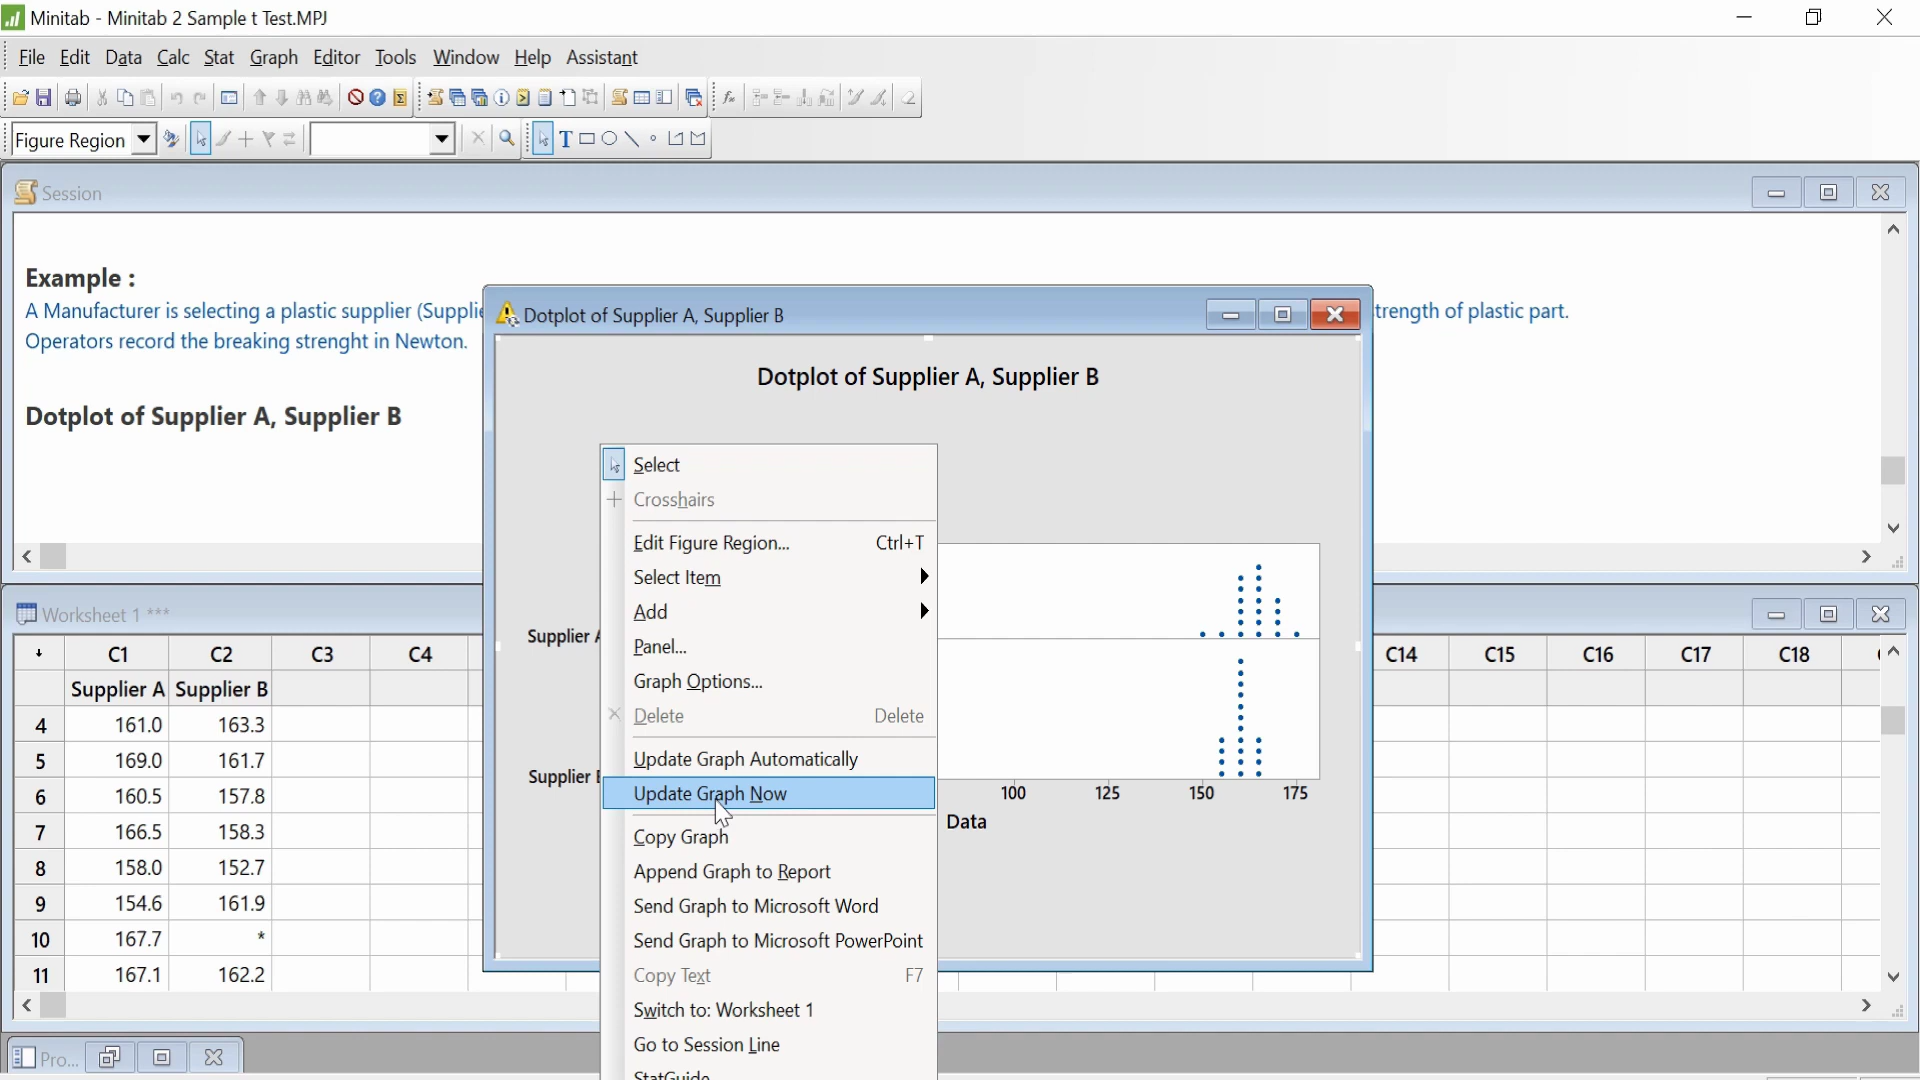 Minitab - Minitab 2 Sample t Test.MPJ
File Edit Data Calc Stat Graph Editor Tools Window Help Assistant
Figure Region
Session
Example :
A Manufacturer is selecting a plastic supplier (Supplie
trength of plastic part.
Operators record the breaking strenght in Newton.
Dotplot of Supplier A, Supplier B
Dotplot of Supplier A, Supplier B
Dotplot of Supplier A, Supplier B
Supplier A
Supplier
100 125 150 175
Data
Select
Crosshairs
Edit Figure Region... Ctrl+T
Select Item
Add
Panel...
Graph Options...
Delete Delete
Update Graph Automatically
Update Graph Now
Copy Graph
Append Graph to Report
Send Graph to Microsoft Word
Send Graph to Microsoft PowerPoint
Copy Text F7
Switch to: Worksheet 1
Go to Session Line
StatGuide
Worksheet 1 ***
C1 C2 C3 C4 C14 C15 C16 C17 C18
Supplier A Supplier B
4 161.0 163.3
5 169.0 161.7
6 160.5 157.8
7 166.5 158.3
8 158.0 152.7
9 154.6 161.9
10 167.7 *
11 167.1 162.2
Pro...